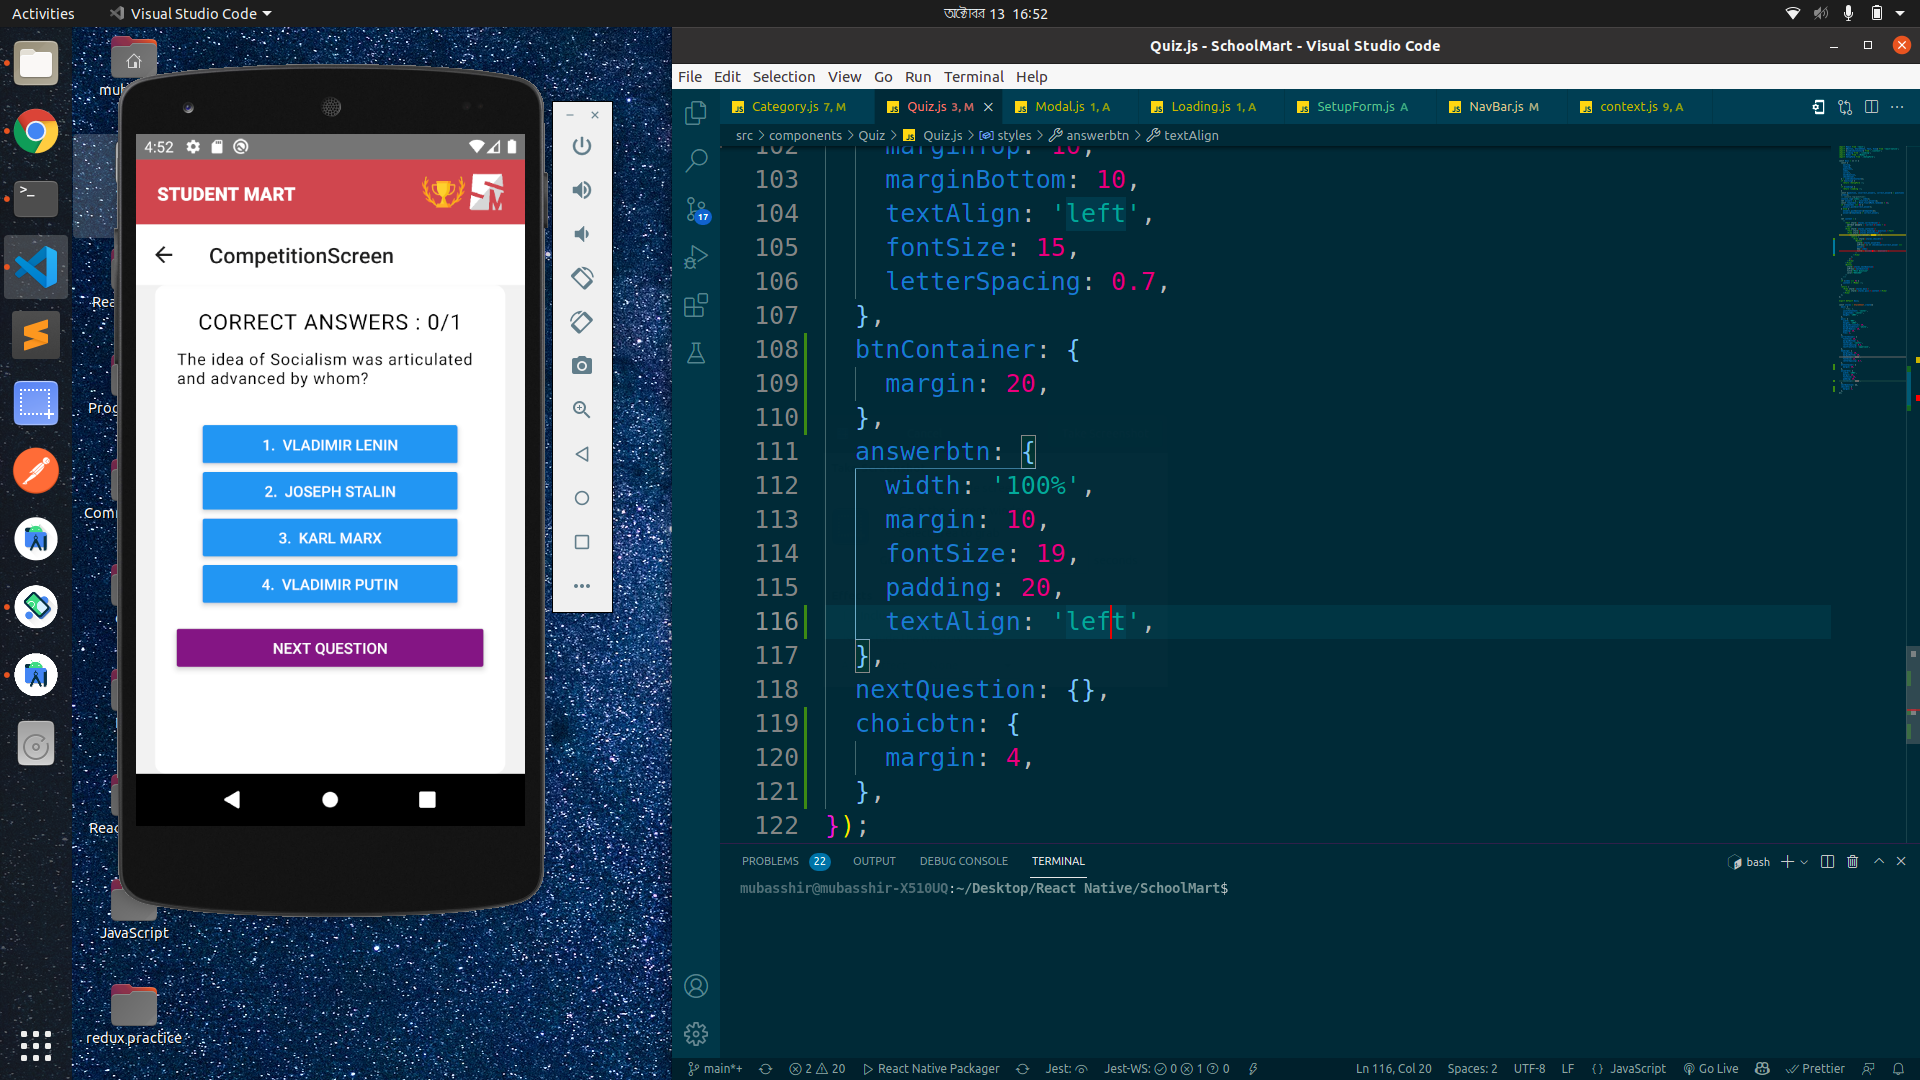 Activities
Visual Studio Code
অক্টোবর 13 16:52
Quiz.js - SchoolMart - Visual Studio Code
File Edit Selection View Go Run Terminal Help
Category.js 7, M
Quiz.js 3, M
Modal.js 1, A
Loading.js 1, A
SetupForm.js A
NavBar.js M
context.js 9, A
src > components > Quiz > Quiz.js > styles > answerbtn > textAlign
102 marginTop: 10,
103 marginBottom: 10,
104 textAlign: 'left',
105 fontSize: 15,
106 letterSpacing: 0.7,
107 },
108 btnContainer: {
109 margin: 20,
110 },
111 answerbtn: {
112 width: '100%',
113 margin: 10,
114 fontSize: 19,
115 padding: 20,
116 textAlign: 'left',
117 },
118 nextQuestion: {},
119 choicbtn: {
120 margin: 4,
121 },
122 });
17
PROBLEMS 22 OUTPUT DEBUG CONSOLE TERMINAL
bash
mubasshir@mubasshir-X510UQ:~/Desktop/React Native/SchoolMart$
main*+
2 20
React Native Packager
Jest:
Jest-WS: 0 1 0
Ln 116, Col 20
Spaces: 2
UTF-8
LF
{ } JavaScript
Go Live
Prettier
4:52
STUDENT MART
M
CompetitionScreen
CORRECT ANSWERS : 0/1
The idea of Socialism was articulated
and advanced by whom?
1. VLADIMIR LENIN
2. JOSEPH STALIN
3. KARL MARX
4. VLADIMIR PUTIN
NEXT QUESTION
JavaScript
redux practice